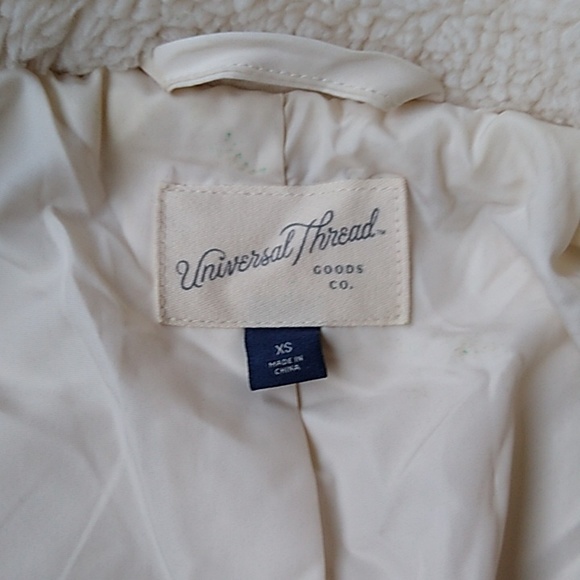 Universal Thread™
GOODS
CO.
XS
MADE IN
CHINA